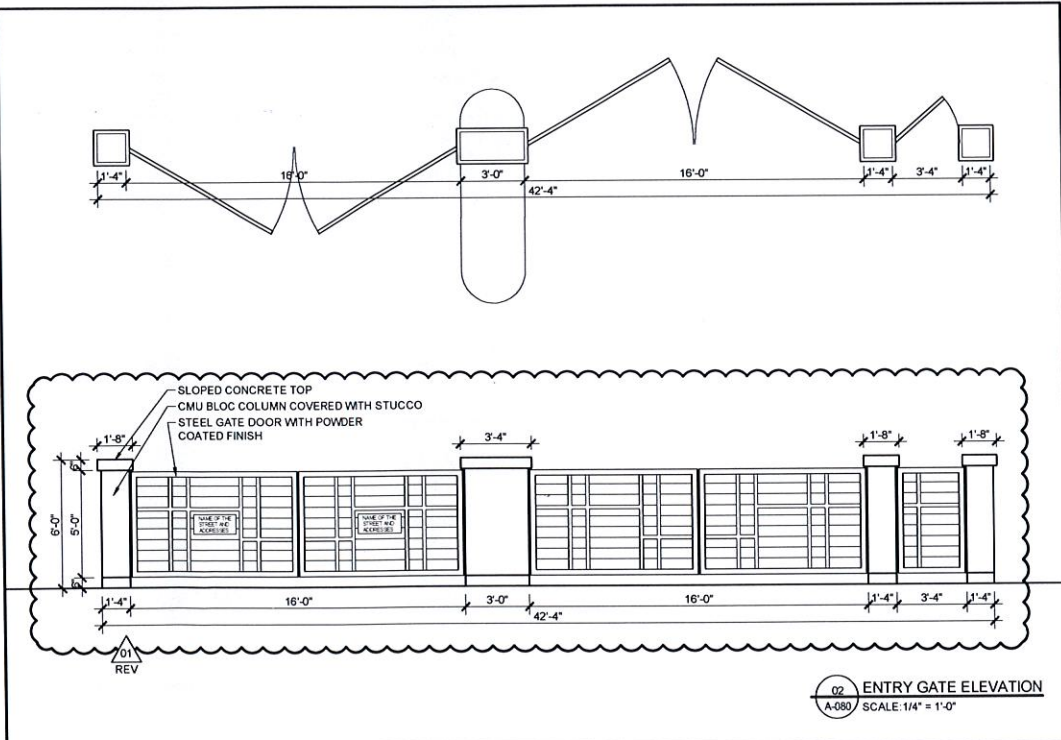 1'-4"
16'-0"
3'-0"
16'-0"
1'-4"
3'-4"
1'-4"
42'-4"
SLOPED CONCRETE TOP
CMU BLOC COLUMN COVERED WITH STUCCO
STEEL GATE DOOR WITH POWDER
COATED FINISH
1'-8"
3'-4"
1'-8"
1'-8"
6"
6'-0"
5'-0"
6"
NAME OF THE
STREET AND
ADDRESSES
NAME OF THE
STREET AND
ADDRESSES
1'-4"
16'-0"
3'-0"
16'-0"
1'-4"
3'-4"
1'-4"
42'-4"
01
REV
02
A-080
ENTRY GATE ELEVATION
SCALE:1/4" = 1'-0"